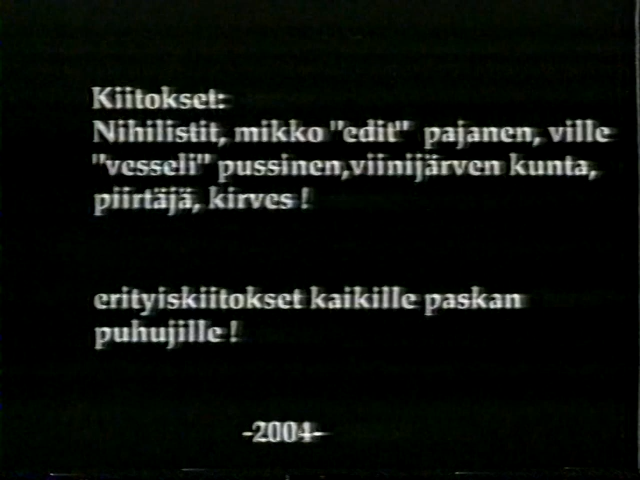 Kiitokset:
Nihilistit, mikko "edit" pajanen, ville
"vesseli" pussinen,viinijärven kunta,
piirtäjä, kirves !
erityiskiitokset kaikille paskan
puhujille !
-2004-